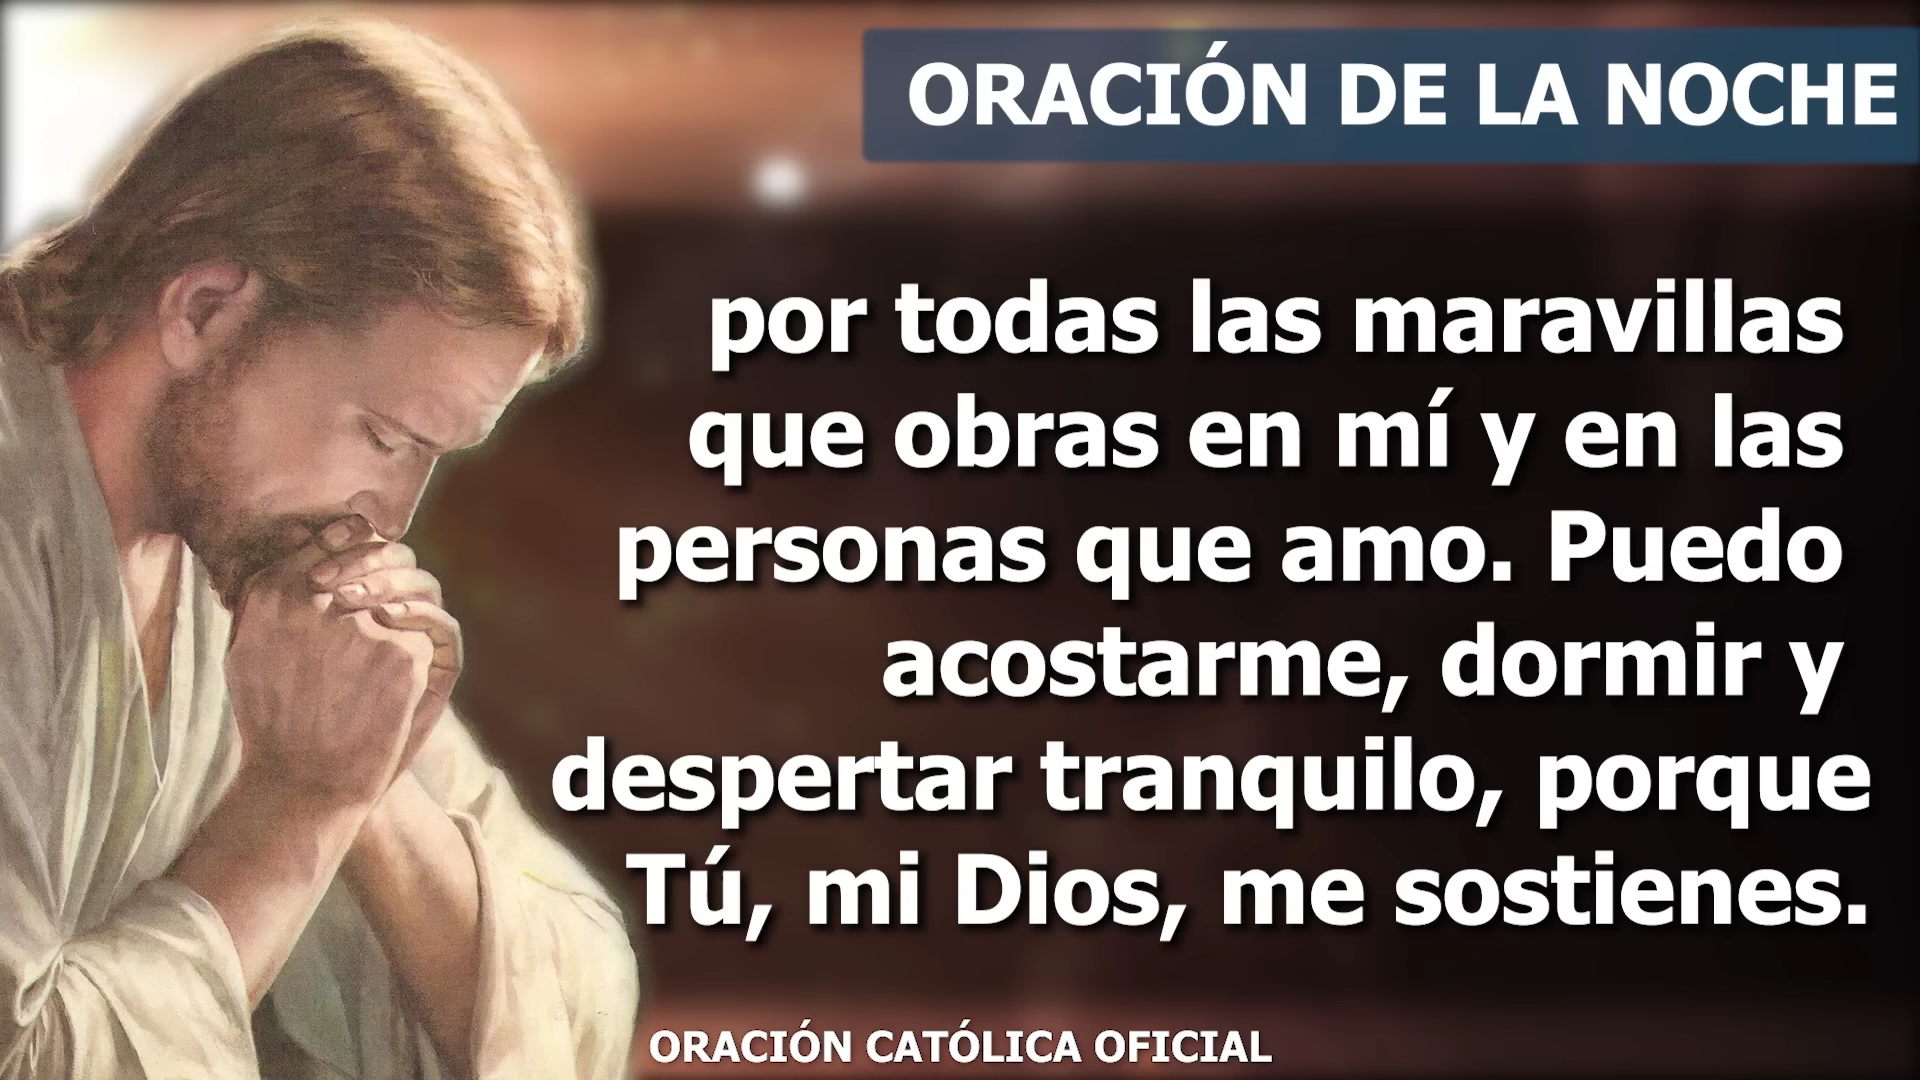 ORACIÓN DE LA NOCHE
por todas las maravillas
que obras en mí y en las
personas que amo. Puedo
acostarme, dormir y
despertar tranquilo, porque
Tú, mi Dios, me sostienes.
ORACIÓN CATÓLICA OFICIAL